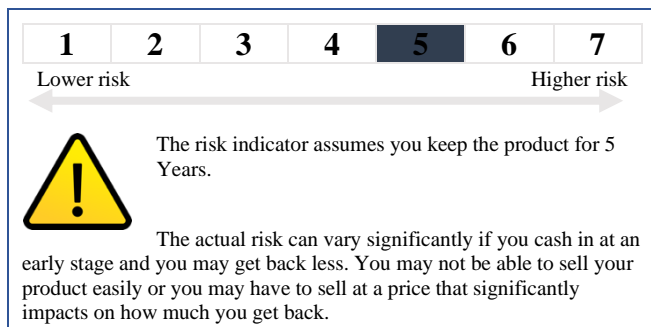 1 2 3 4 5 6 7
Lower risk Higher risk
The risk indicator assumes you keep the product for 5
Years.
The actual risk can vary significantly if you cash in at an
early stage and you may get back less. You may not be able to sell your
product easily or you may have to sell at a price that significantly
impacts on how much you get back.